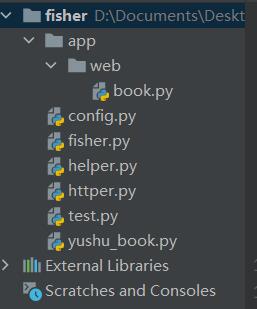 fisher D:\Documents\Deskt
app
web
book.py
config.py
fisher.py
helper.py
httper.py
test.py
yushu_book.py
External Libraries
Scratches and Consoles